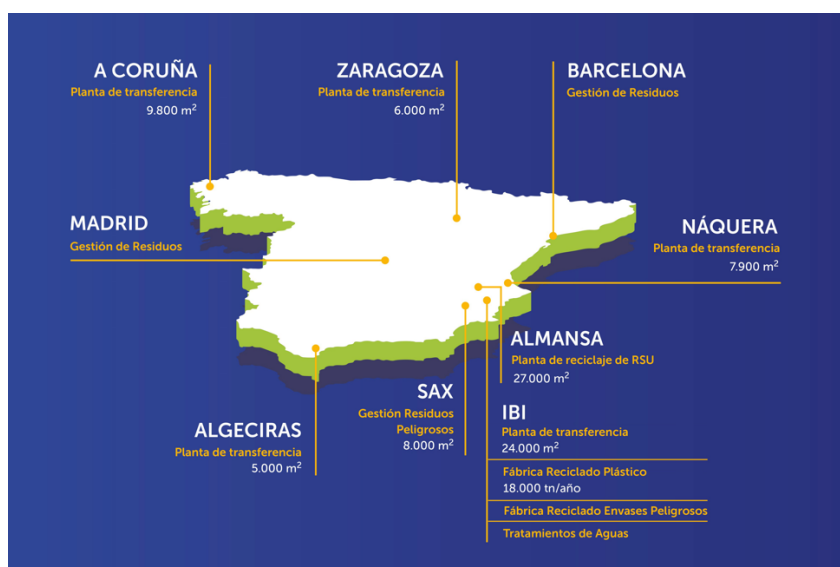 A CORUÑA
Planta de transferencia
9.800 m²
ZARAGOZA
Planta de transferencia
6.000 m²
BARCELONA
Gestión de Residuos
MADRID
Gestión de Residuos
NÁQUERA
Planta de transferencia
7.900 m²
ALMANSA
Planta de reciclaje de RSU
27.000 m²
SAX
Gestión Residuos
Peligrosos
8.000 m²
IBI
Planta de transferencia
24.000 m²
Fábrica Reciclado Plástico
18.000 tn/año
Fábrica Reciclado Envases Peligrosos
Tratamientos de Aguas
ALGECIRAS
Planta de transferencia
5.000 m²